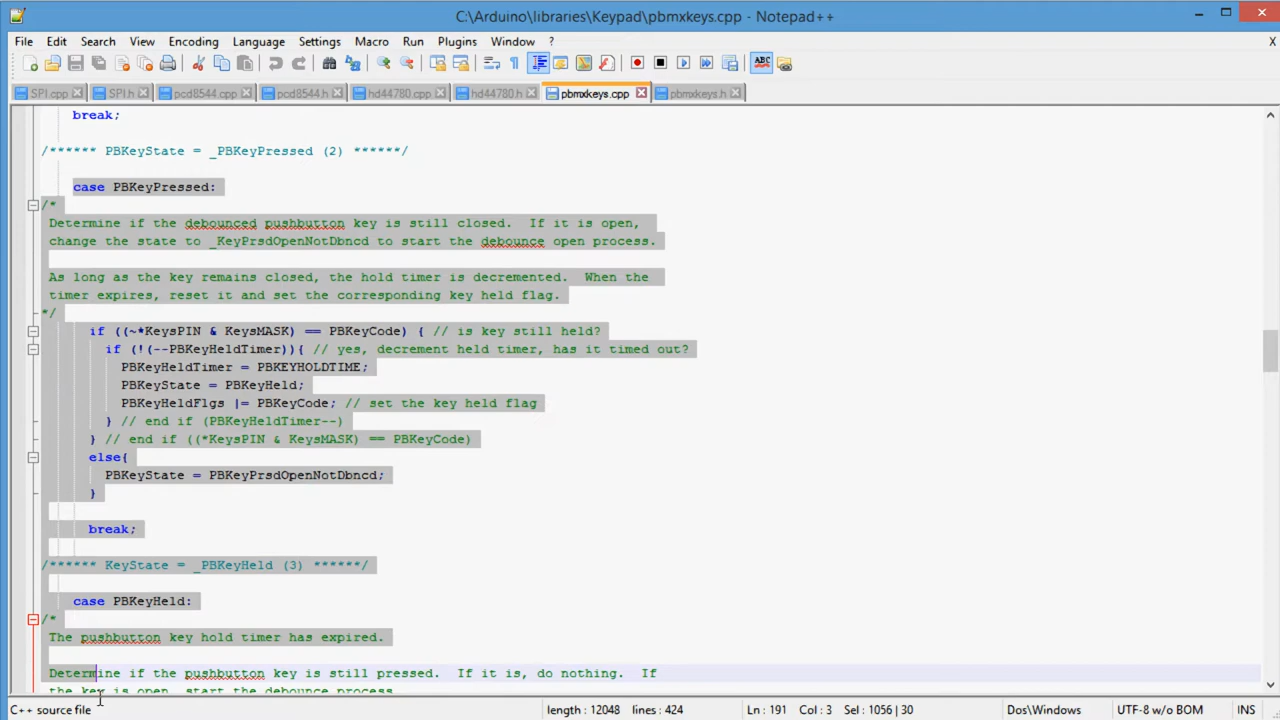 C:\Arduino\libraries\Keypad\pbmxkeys.cpp - Notepad++
File Edit Search View Encoding Language Settings Macro Run Plugins Window ? X
SPI.cpp SPI.h pcd8544.cpp pcd8544.h hd44780.cpp hd44780.h pbmxkeys.cpp pbmxkeys.h
break;
/****** PBKeyState = _PBKeyPressed (2) ******/
case PBKeyPressed:
/*
Determine if the debounced pushbutton key is still closed.  If it is open,
change the state to _KeyPrsdOpenNotDbncd to start the debounce open process.
As long as the key remains closed, the hold timer is decremented.  When the
timer expires, reset it and set the corresponding key held flag.
*/
if ((~*KeysPIN & KeysMASK) == PBKeyCode) { // is key still held?
if (!(--PBKeyHeldTimer)){ // yes, decrement held timer, has it timed out?
PBKeyHeldTimer = PBKEYHOLDTIME;
PBKeyState = PBKeyHeld;
PBKeyHeldFlgs |= PBKeyCode; // set the key held flag
} // end if (PBKeyHeldTimer--)
} // end if ((*KeysPIN & KeysMASK) == PBKeyCode)
else{
PBKeyState = PBKeyPrsdOpenNotDbncd;
}
break;
/****** KeyState = _PBKeyHeld (3) ******/
case PBKeyHeld:
/*
The pushbutton key hold timer has expired.
Determine if the pushbutton key is still pressed.  If it is, do nothing.  If
the key is open, start the debounce process.
C++ source file length : 12048 lines : 424 Ln : 191 Col : 3 Sel : 1056 | 30 Dos\Windows UTF-8 w/o BOM INS